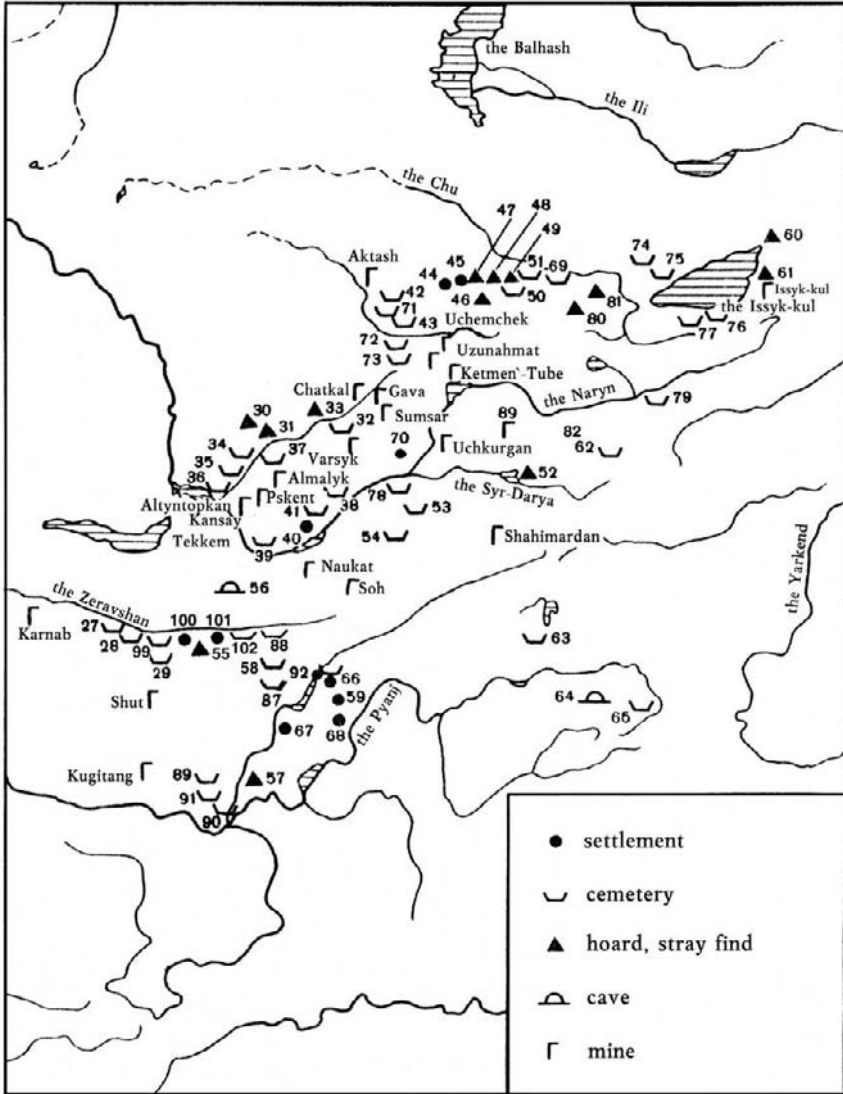 the Balhash
the Ili
the Chu
47
48
49
60
74
75
61
Issyk-kul
the Issyk-kul
76
77
Aktash
44
45
51
69
42
46
50
81
80
71
43
Uchemchek
72
73
Uzunahmat
Ketmen'-Tube
Chatkal
Gava
the Naryn
79
30
31
33
32
Sumsar
89
82
62
34
37
70
Uchkurgan
35
Varsyk
52
36
Almalyk
the Syr-Darya
Altyntopkan
Pskent
38
78
Kansay
41
53
Tekkem
40
54
Shahimardan
39
Naukat
56
Soh
the Yarkend
the Zeravshan
100
101
Karnab
27
28
99
55
102
88
63
29
58
92
66
87
59
64
65
Shut
67
68
the Pyanj
Kugitang
89
57
91
90
settlement
cemetery
hoard, stray find
cave
mine